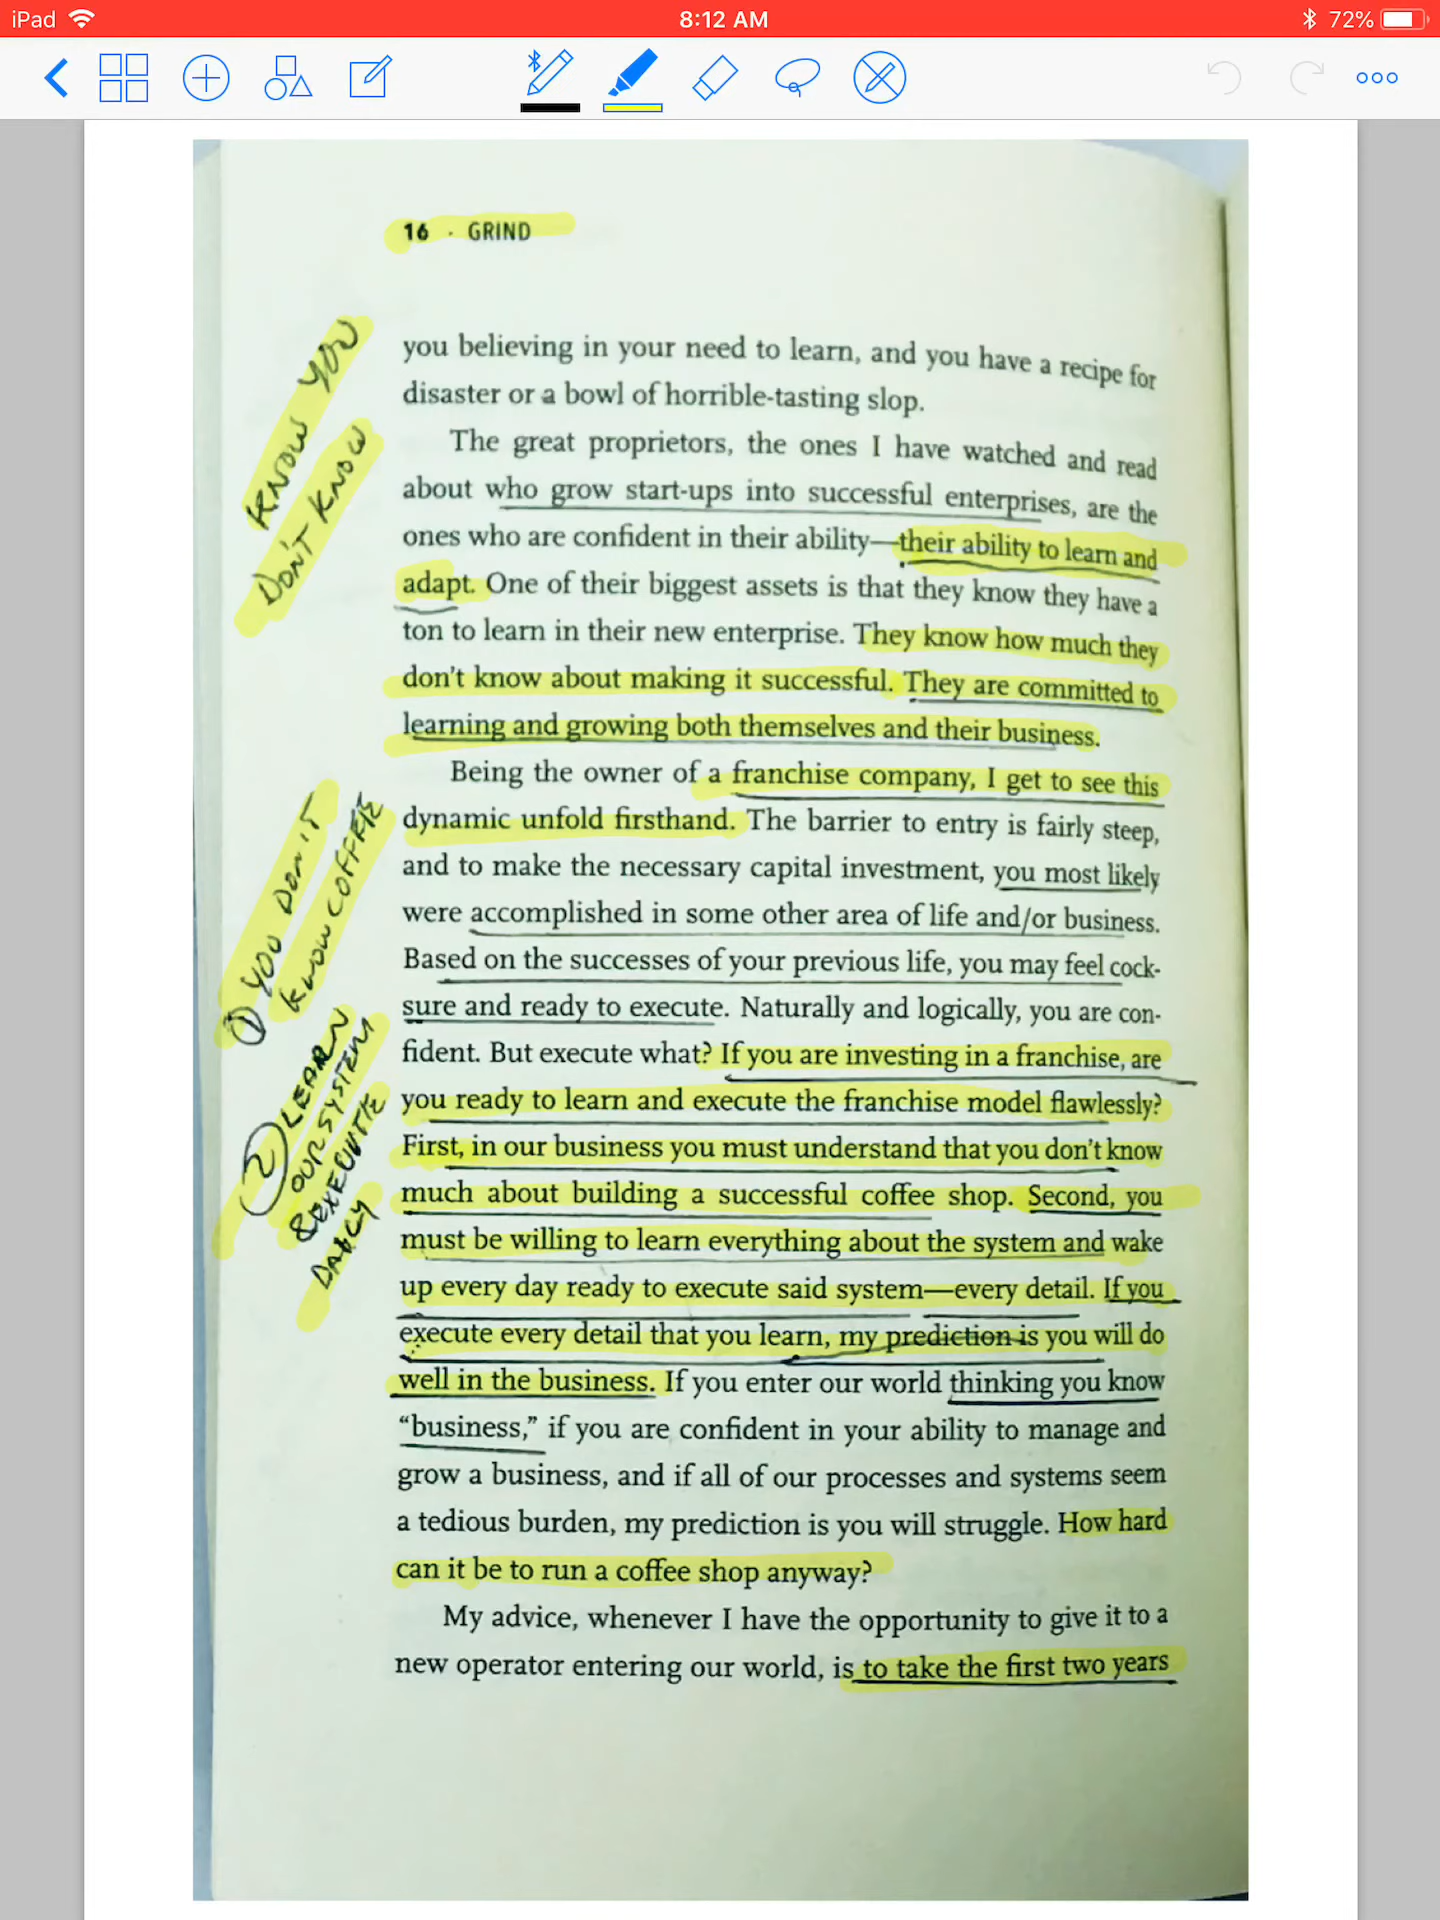 iPad
8:12 AM
72%
16 · GRIND
you believing in your need to learn, and you have a recipe for
disaster or a bowl of horrible-tasting slop.
The great proprietors, the ones I have watched and read
about who grow start-ups into successful enterprises, are the
ones who are confident in their ability—their ability to learn and
adapt. One of their biggest assets is that they know they have a
ton to learn in their new enterprise. They know how much they
don't know about making it successful. They are committed to
learning and growing both themselves and their business.
Being the owner of a franchise company, I get to see this
dynamic unfold firsthand. The barrier to entry is fairly steep,
and to make the necessary capital investment, you most likely
were accomplished in some other area of life and/or business.
Based on the successes of your previous life, you may feel cock-
sure and ready to execute. Naturally and logically, you are con-
fident. But execute what? If you are investing in a franchise, are
you ready to learn and execute the franchise model flawlessly?
First, in our business you must understand that you don't know
much about building a successful coffee shop. Second, you
must be willing to learn everything about the system and wake
up every day ready to execute said system—every detail. If you
execute every detail that you learn, my prediction is you will do
well in the business. If you enter our world thinking you know
“business,” if you are confident in your ability to manage and
grow a business, and if all of our processes and systems seem
a tedious burden, my prediction is you will struggle. How hard
can it be to run a coffee shop anyway?
My advice, whenever I have the opportunity to give it to a
new operator entering our world, is to take the first two years
KNOW YOU
DON'T KNOW
1 YOU DON'T
KNOW COFFEE
2 LEARN
OUR SYSTEM
& EXECUTE
DAILY